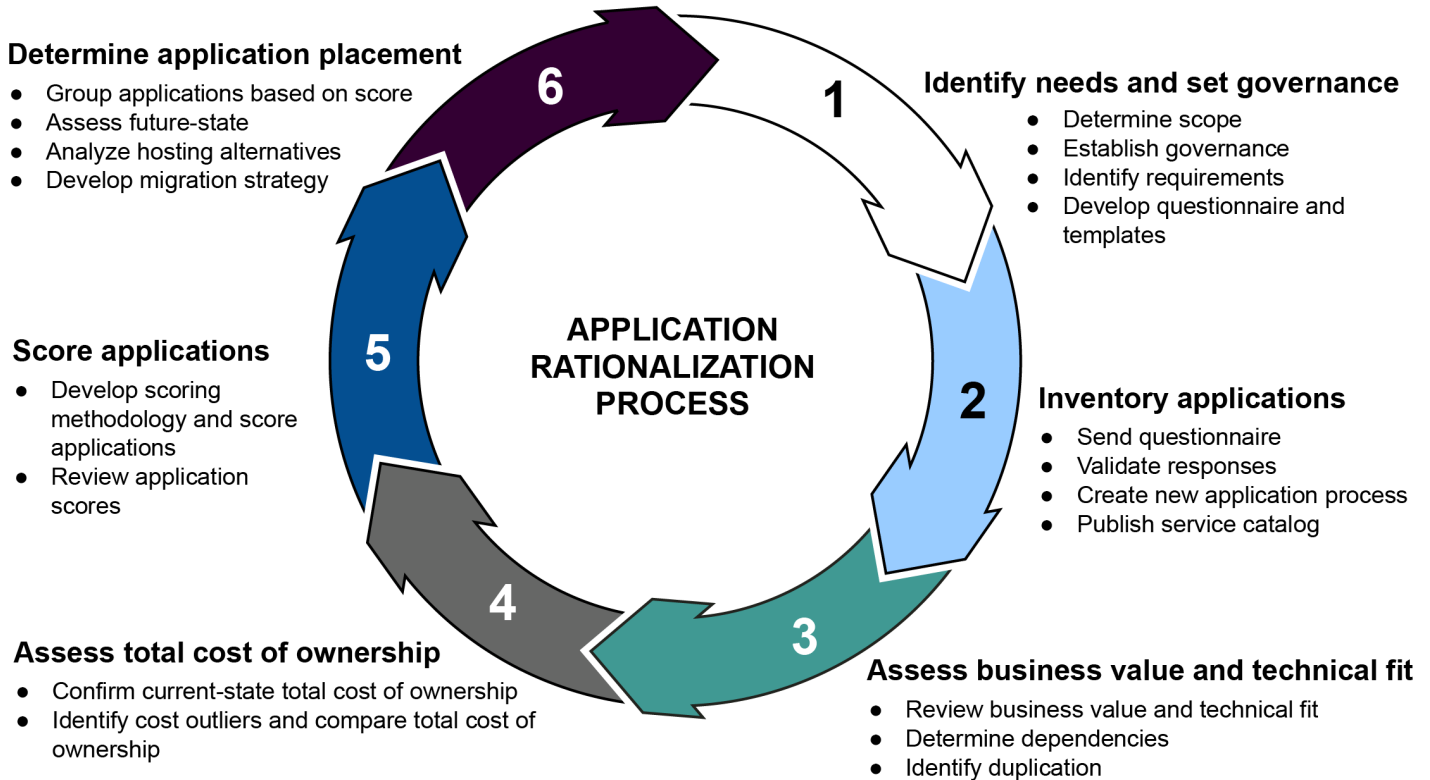 APPLICATION
RATIONALIZATION
PROCESS
1
Identify needs and set governance
● Determine scope
● Establish governance
● Identify requirements
● Develop questionnaire and
templates
2
Inventory applications
● Send questionnaire
● Validate responses
● Create new application process
● Publish service catalog
3
Assess business value and technical fit
● Review business value and technical fit
● Determine dependencies
● Identify duplication
4
Assess total cost of ownership
● Confirm current-state total cost of ownership
● Identify cost outliers and compare total cost of
ownership
5
Score applications
● Develop scoring
methodology and score
applications
● Review application
scores
6
Determine application placement
● Group applications based on score
● Assess future-state
● Analyze hosting alternatives
● Develop migration strategy